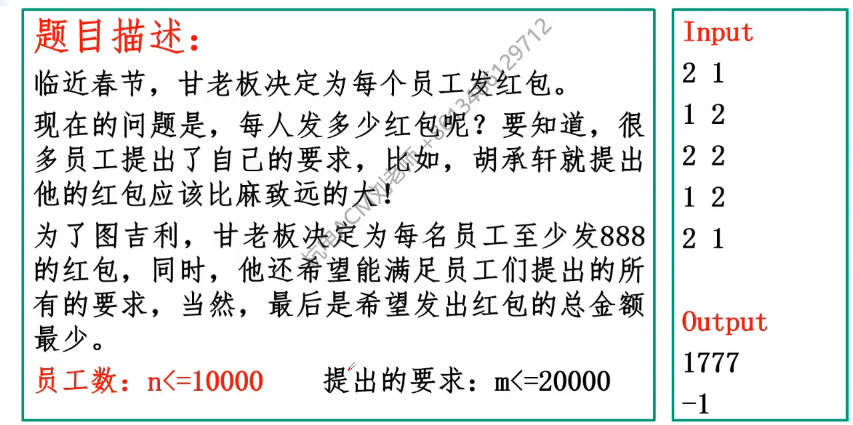 题目描述：
临近春节，甘老板决定为每个员工发红包。
现在的问题是，每人发多少红包呢？要知道，很
多员工提出了自己的要求，比如，胡承轩就提出
他的红包应该比麻致远的大！
为了图吉利，甘老板决定为每名员工至少发888
的红包，同时，他还希望能满足员工们提出的所
有的要求，当然，最后是希望发出红包的总金额
最少。
员工数：n<=10000 提出的要求：m<=20000
Input
2 1
1 2
2 2
1 2
2 1
Output
1777
-1